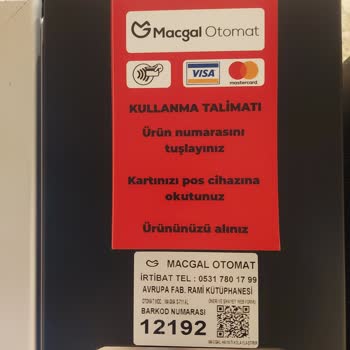 Macgal Otomat
VISA
mastercard
KULLANMA TALİMATI
Ürün numarasını
tuşlayınız
Kartınızı pos cihazına
okutunuz
Ürününüzü alınız
MACGAL OTOMAT
İRTİBAT TEL : 0531 780 17 99
AVRUPA FAB. RAMİ KÜTÜPHANESİ
BARKOD NUMARASI
12192